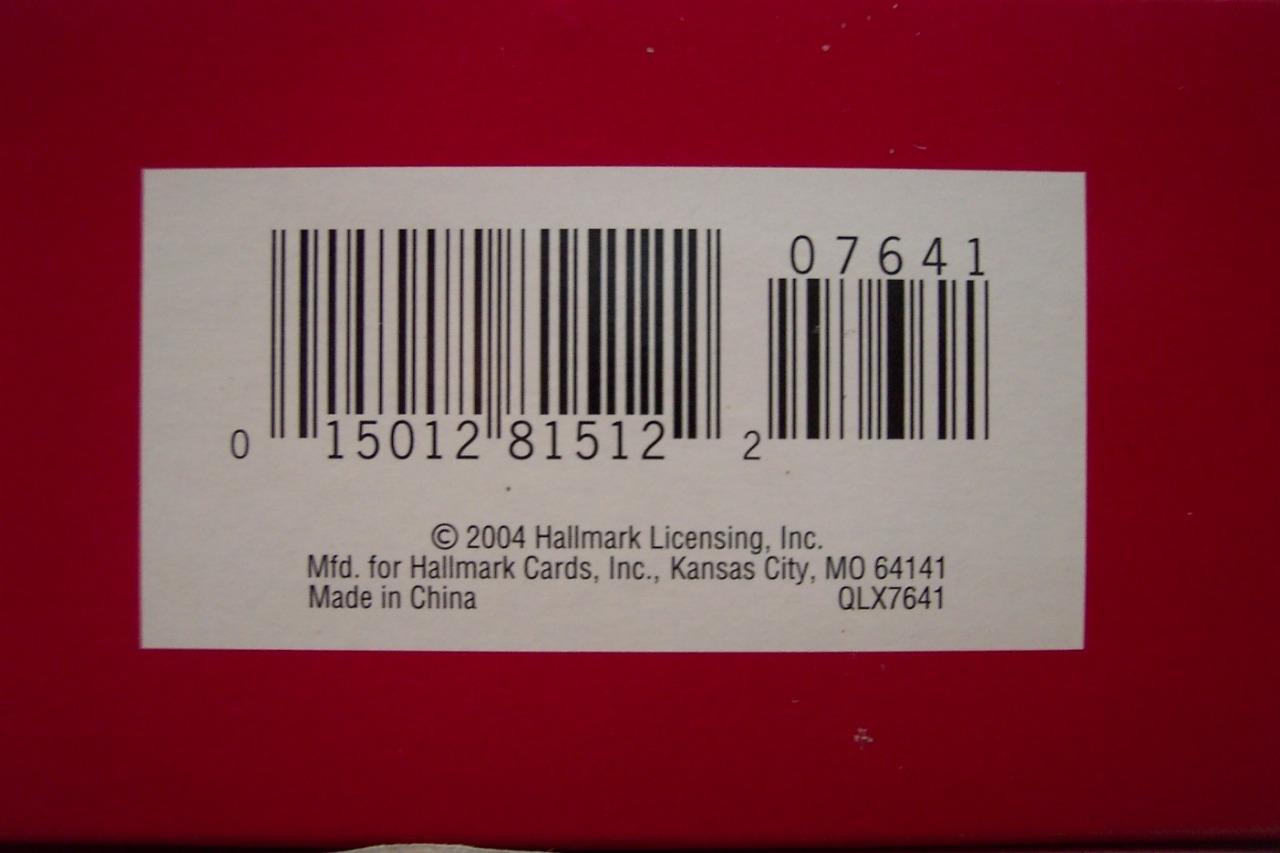 07641
0 15012 81512 2
© 2004 Hallmark Licensing, Inc.
Mfd. for Hallmark Cards, Inc., Kansas City, MO 64141
Made in China QLX7641